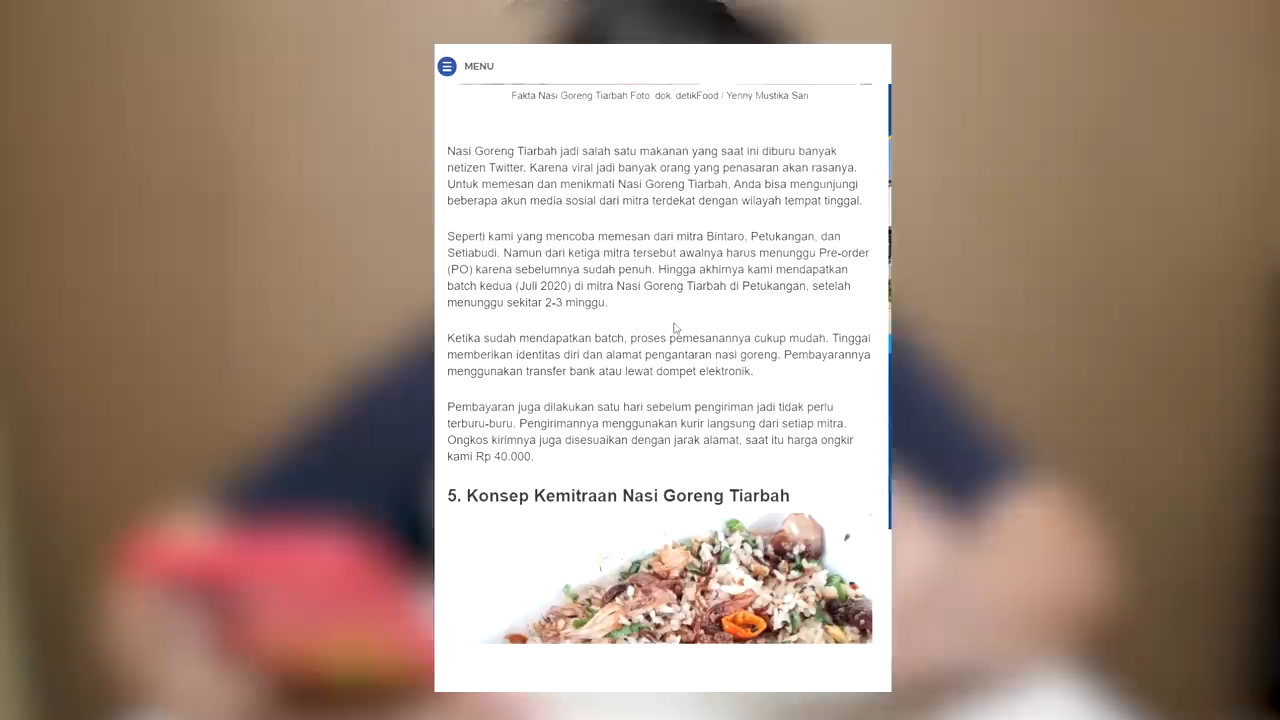 MENU
Fakta Nasi Goreng Tiarbah Foto dok. detikFood / Yenny Mustika Sari
Nasi Goreng Tiarbah jadi salah satu makanan yang saat ini diburu banyak
netizen Twitter. Karena viral jadi banyak orang yang penasaran akan rasanya.
Untuk memesan dan menikmati Nasi Goreng Tiarbah, Anda bisa mengunjungi
beberapa akun media sosial dari mitra terdekat dengan wilayah tempat tinggal.
Seperti kami yang mencoba memesan dari mitra Bintaro, Petukangan, dan
Setiabudi. Namun dari ketiga mitra tersebut awalnya harus menunggu Pre-order
(PO) karena sebelumnya sudah penuh. Hingga akhirnya kami mendapatkan
batch kedua (Juli 2020) di mitra Nasi Goreng Tiarbah di Petukangan, setelah
menunggu sekitar 2-3 minggu.
Ketika sudah mendapatkan batch, proses pemesanannya cukup mudah. Tinggal
memberikan identitas diri dan alamat pengantaran nasi goreng. Pembayarannya
menggunakan transfer bank atau lewat dompet elektronik.
Pembayaran juga dilakukan satu hari sebelum pengiriman jadi tidak perlu
terburu-buru. Pengirimannya menggunakan kurir langsung dari setiap mitra.
Ongkos kirimnya juga disesuaikan dengan jarak alamat, saat itu harga ongkir
kami Rp 40.000.
5. Konsep Kemitraan Nasi Goreng Tiarbah